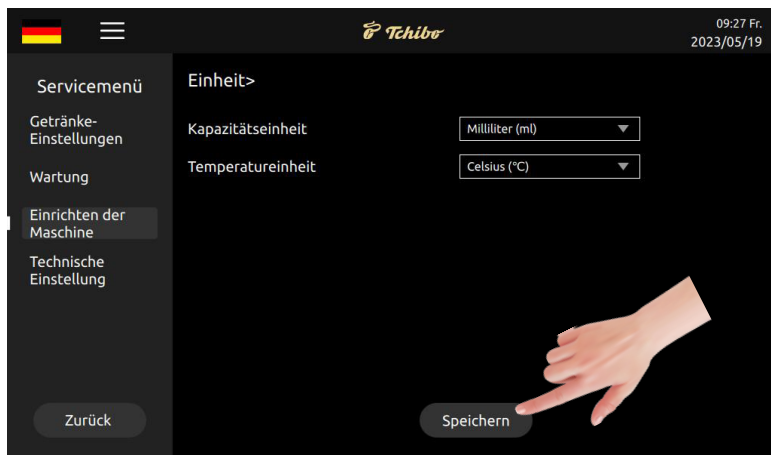 Tchibo
09:27 Fr.
2023/05/19
Servicemenü
Getränke-
Einstellungen
Wartung
Einrichten der
Maschine
Technische
Einstellung
Zurück
Einheit>
Kapazitätseinheit
Milliliter (ml)
Temperatureinheit
Celsius (°C)
Speichern